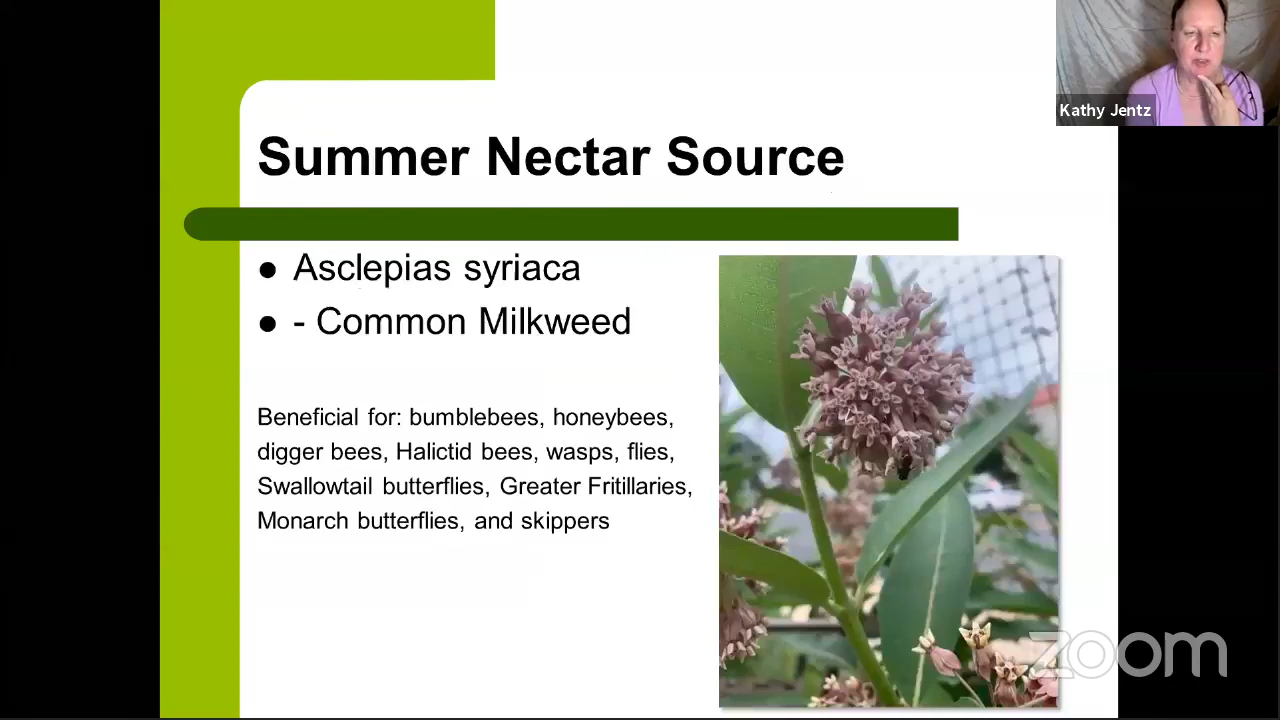 Kathy Jentz
Summer Nectar Source
● Asclepias syriaca
● - Common Milkweed
Beneficial for: bumblebees, honeybees,
digger bees, Halictid bees, wasps, flies,
Swallowtail butterflies, Greater Fritillaries,
Monarch butterflies, and skippers
zoom